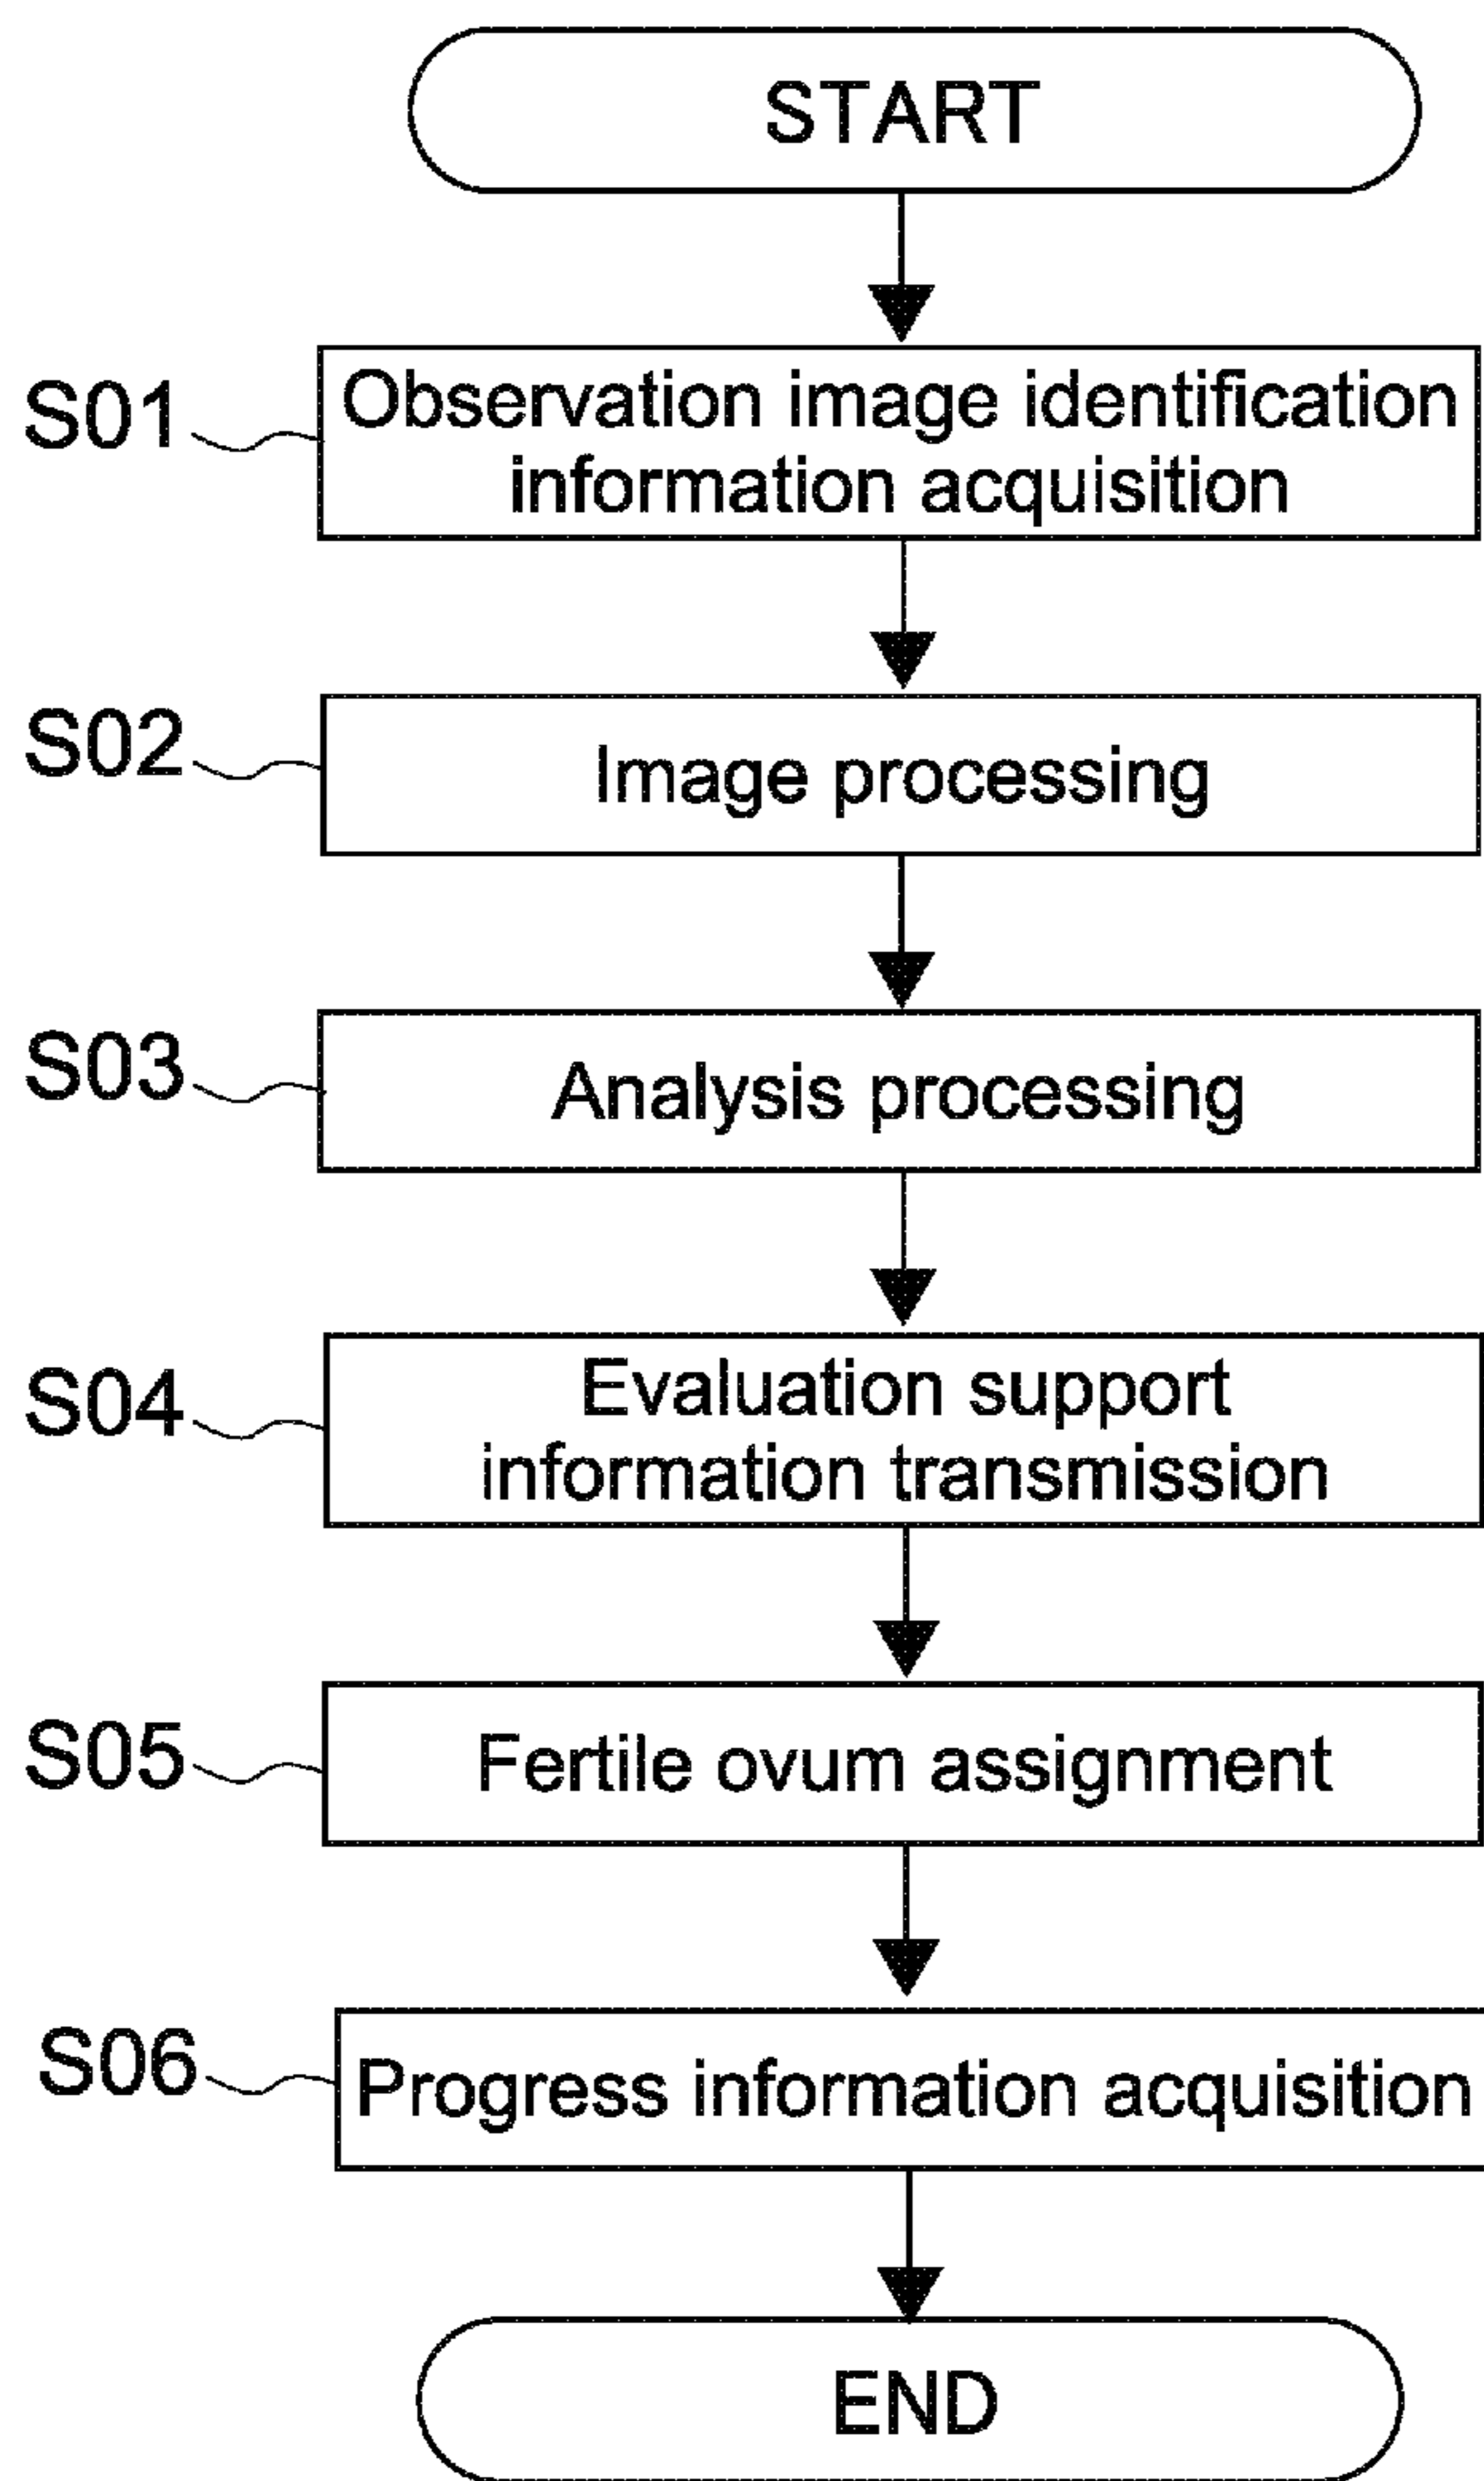 START
S01
Observation image identification
information acquisition
S02
Image processing
S03
Analysis processing
S04
Evaluation support
information transmission
S05
Fertile ovum assignment
S06
Progress information acquisition
END